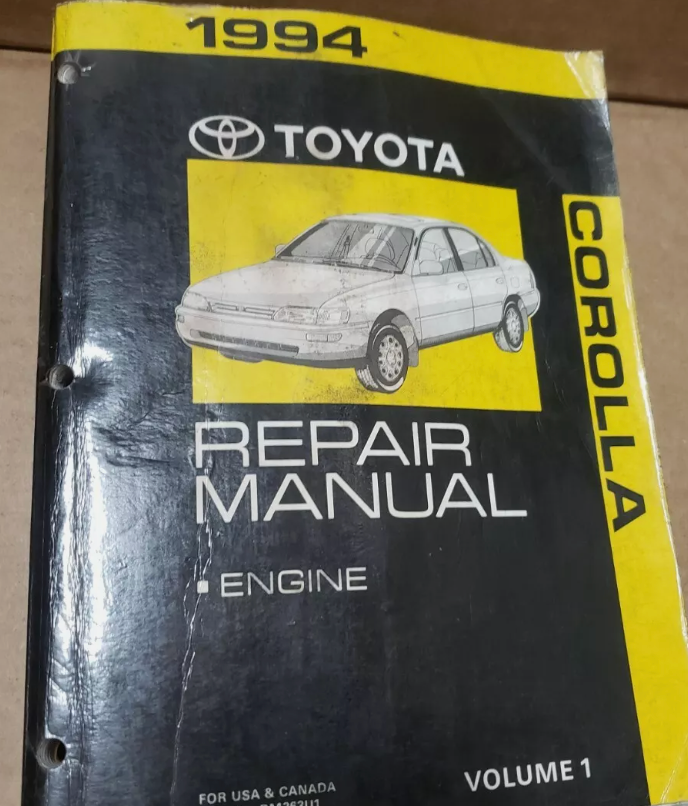 1994
TOYOTA
COROLLA
REPAIR
MANUAL
▪ ENGINE
VOLUME 1
FOR USA & CANADA